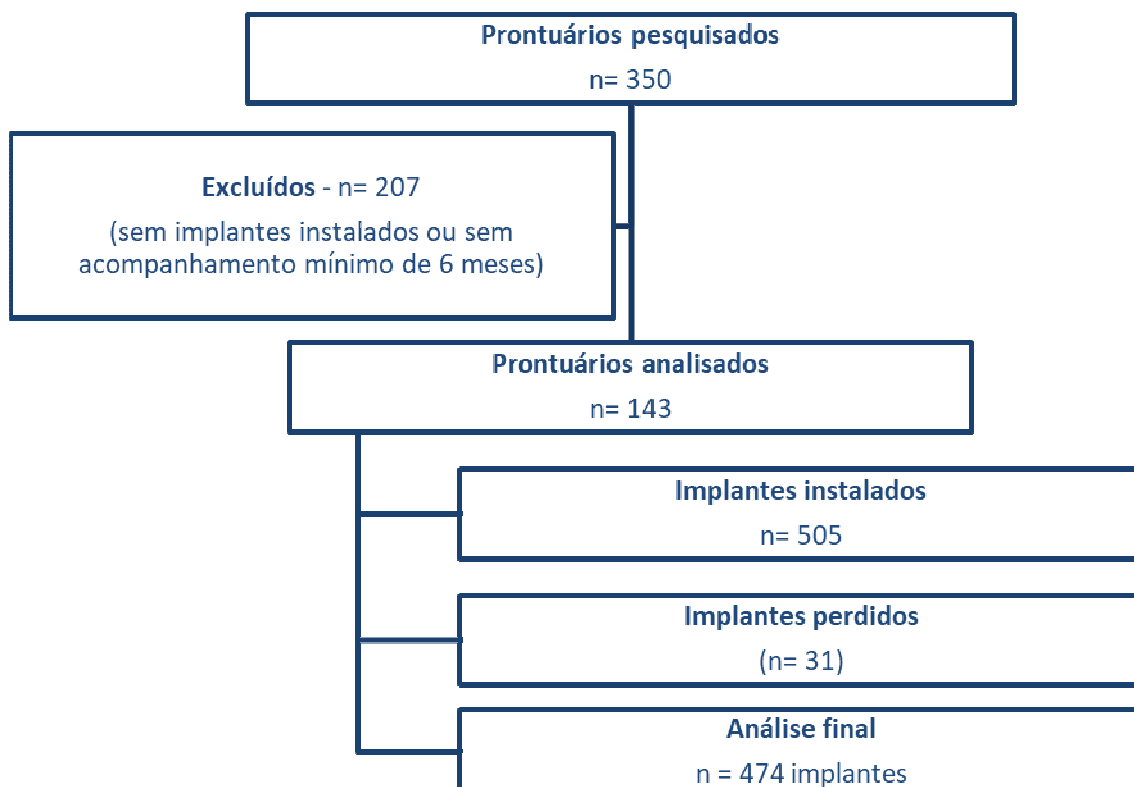 Prontuários pesquisados
n= 350
Excluídos - n= 207
(sem implantes instalados ou sem
acompanhamento mínimo de 6 meses)
Prontuários analisados
n= 143
Implantes instalados
n= 505
Implantes perdidos
(n= 31)
Análise final
n = 474 implantes